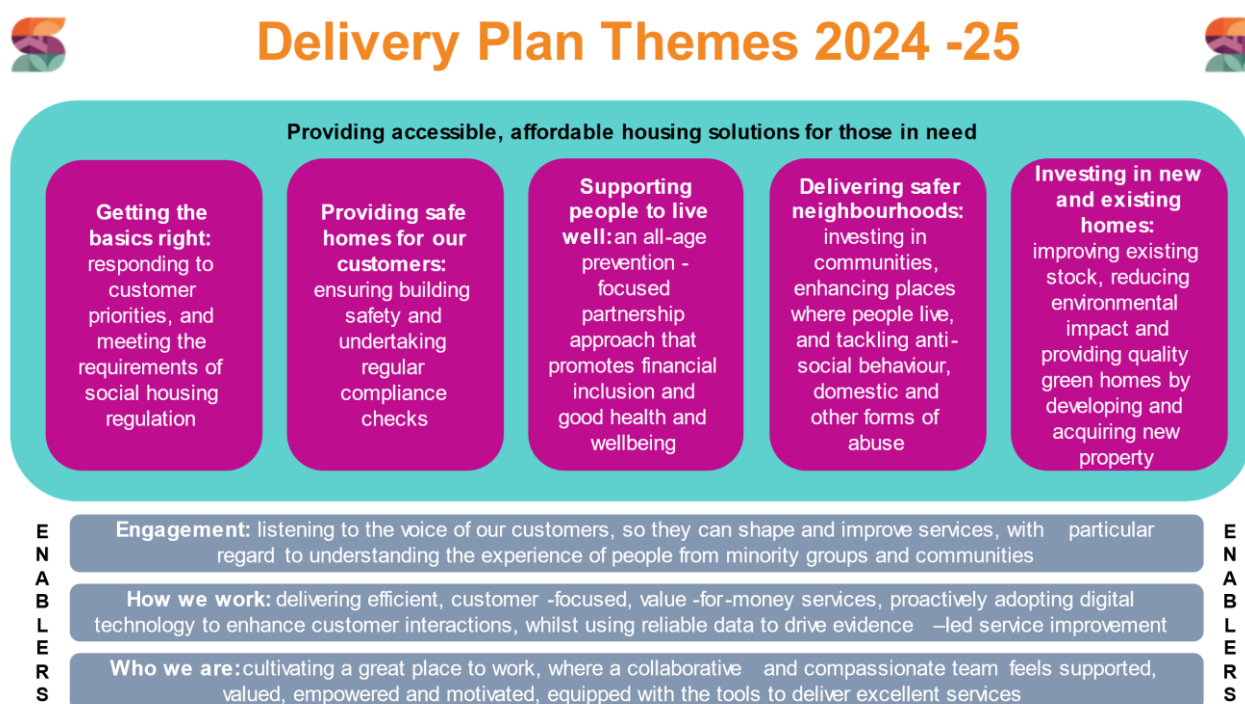 Delivery Plan Themes 2024 -25
Providing accessible, affordable housing solutions for those in need
Getting the
basics right:
responding to
customer
priorities, and
meeting the
requirements of
social housing
regulation
Providing safe
homes for our
customers:
ensuring building
safety and
undertaking
regular
compliance
checks
Supporting
people to live
well: an all-age
prevention -
focused
partnership
approach that
promotes financial
inclusion and
good health and
wellbeing
Delivering safer
neighbourhoods:
investing in
communities,
enhancing places
where people live,
and tackling anti-
social behaviour,
domestic and
other forms of
abuse
Investing in new
and existing
homes:
improving existing
stock, reducing
environmental
impact and
providing quality
green homes by
developing and
acquiring new
property
ENABLERS
Engagement: listening to the voice of our customers, so they can shape and improve services, with particular
regard to understanding the experience of people from minority groups and communities
How we work: delivering efficient, customer -focused, value -for-money services, proactively adopting digital
technology to enhance customer interactions, whilst using reliable data to drive evidence –led service improvement
Who we are: cultivating a great place to work, where a collaborative and compassionate team feels supported,
valued, empowered and motivated, equipped with the tools to deliver excellent services
ENABLERS